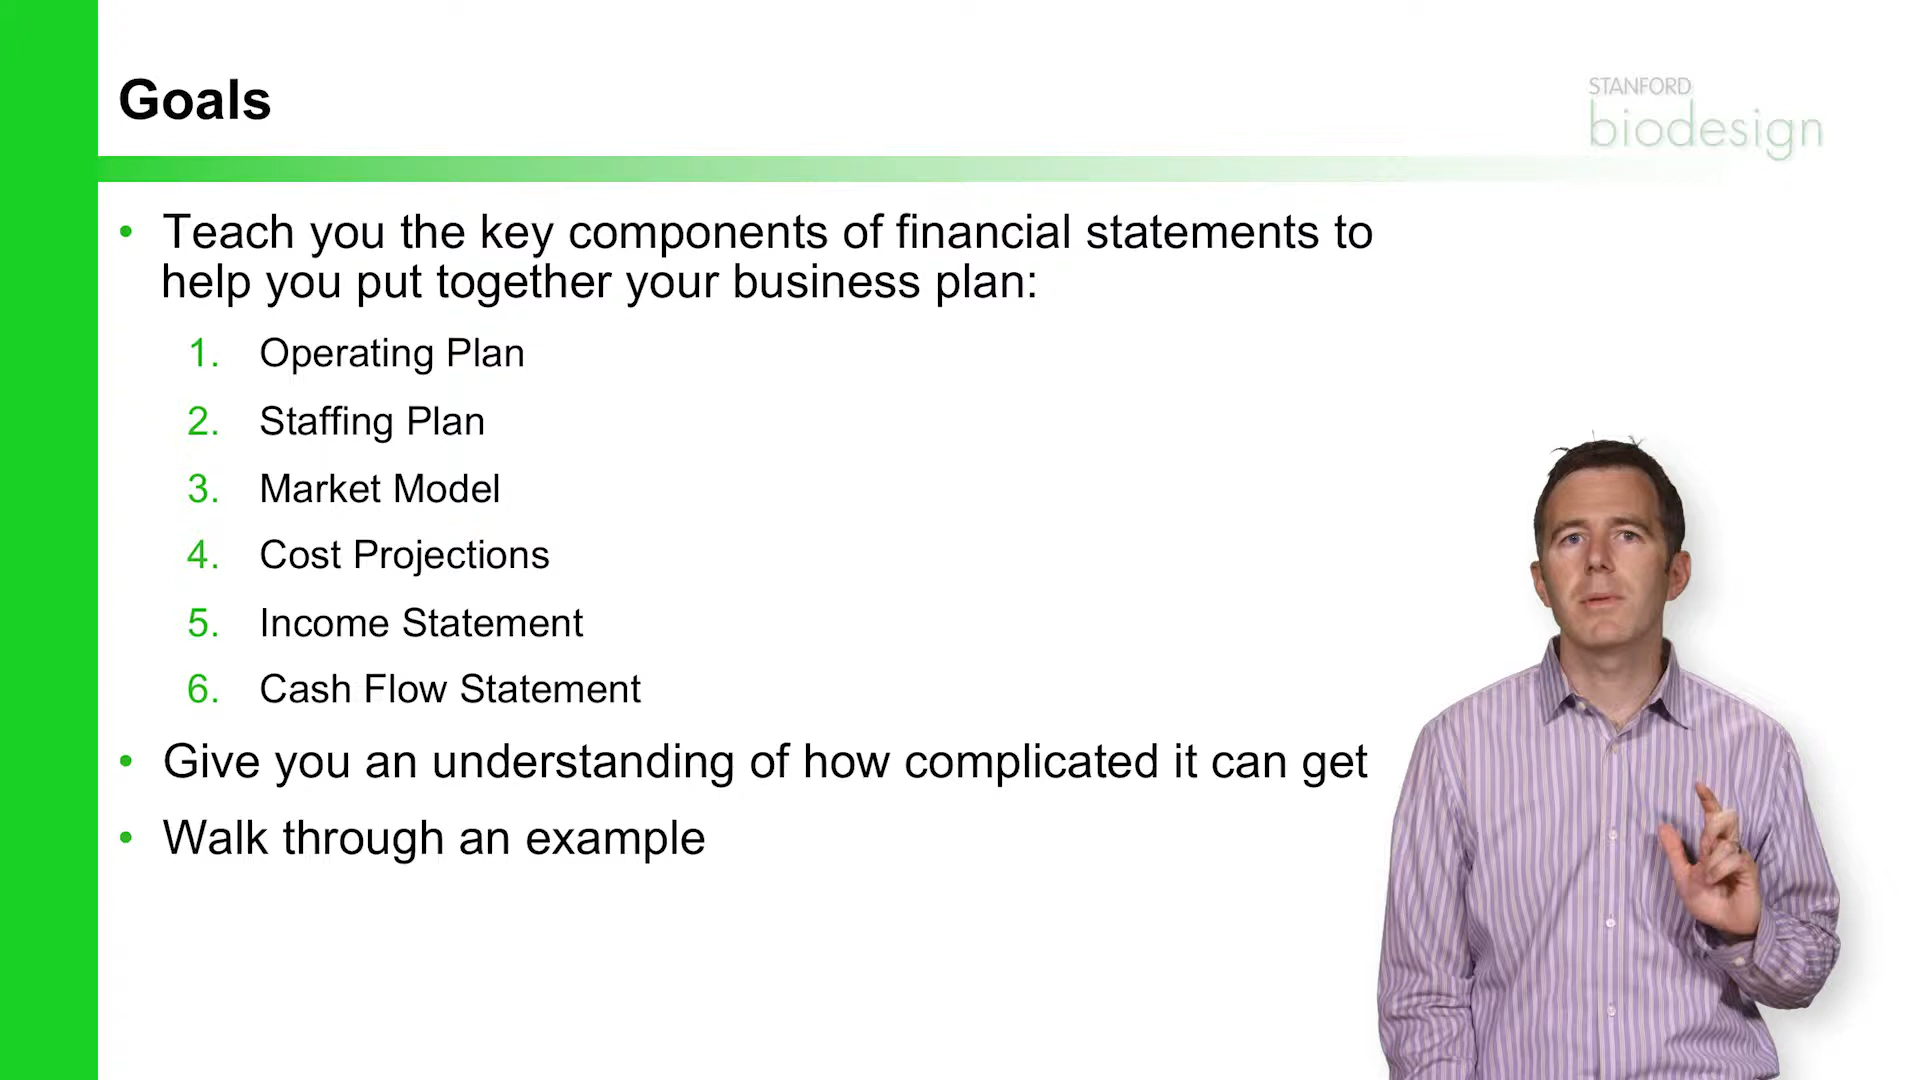 Goals
STANFORD
biodesign
• Teach you the key components of financial statements to
help you put together your business plan:
1. Operating Plan
2. Staffing Plan
3. Market Model
4. Cost Projections
5. Income Statement
6. Cash Flow Statement
• Give you an understanding of how complicated it can get
• Walk through an example